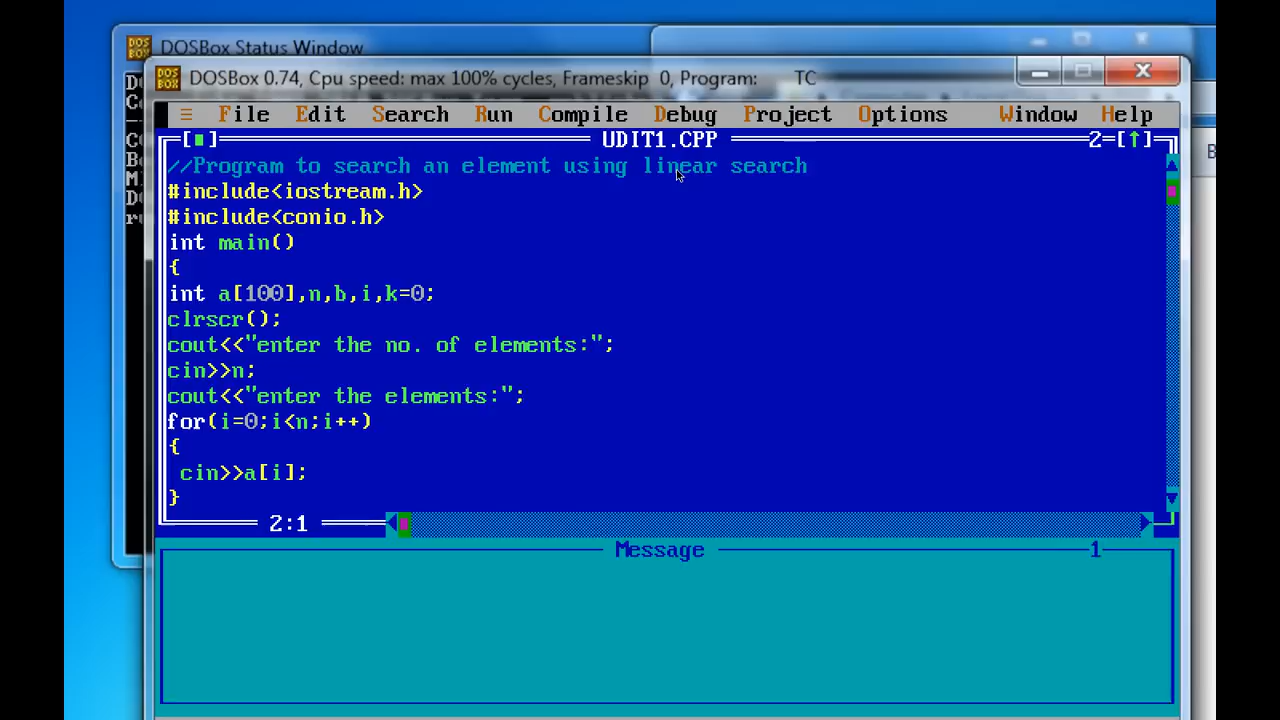 DOSBox Status Window
DOSBox 0.74, Cpu speed: max 100% cycles, Frameskip 0, Program: TC
≡ File Edit Search Run Compile Debug Project Options Window Help
[■] UDIT1.CPP 2=[↑]
//Program to search an element using linear search
#include<iostream.h>
#include<conio.h>
int main()
{
int a[100],n,b,i,k=0;
clrscr();
cout<<"enter the no. of elements:";
cin>>n;
cout<<"enter the elements:";
for(i=0;i<n;i++)
{
cin>>a[i];
}
2:1
Message 1